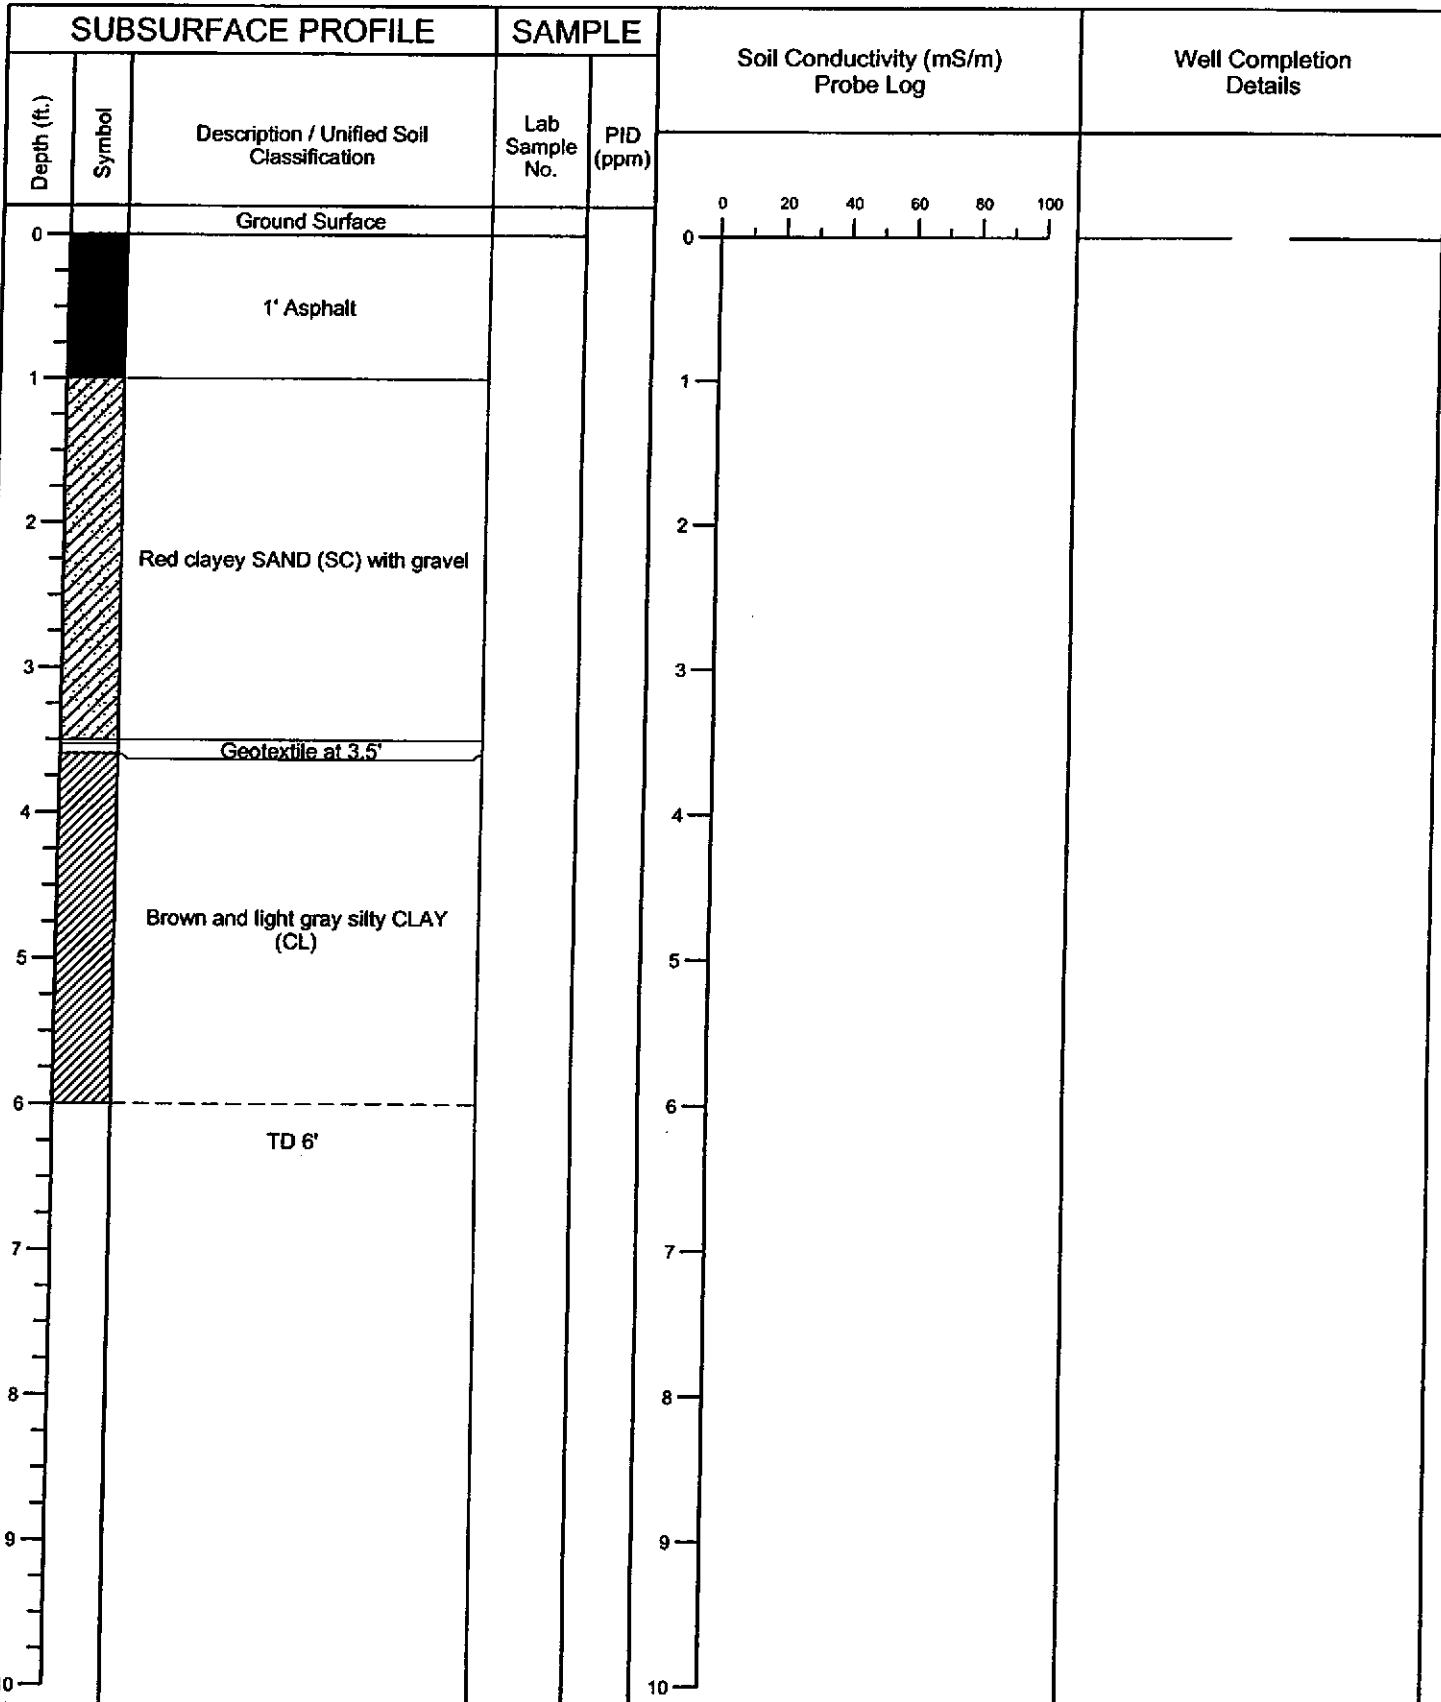 SUBSURFACE PROFILE
SAMPLE
Soil Conductivity (mS/m)
Probe Log
Well Completion
Details
Depth (ft.)
Symbol
Description / Unified Soil
Classification
Lab
Sample
No.
PID
(ppm)
Ground Surface
0 20 40 60 80 100
0
0
1' Asphalt
1
1
2
2
Red clayey SAND (SC) with gravel
3
3
Geotextile at 3.5'
4
4
Brown and light gray silty CLAY
(CL)
5
5
6
6
TD 6'
7
7
8
8
9
9
0
10